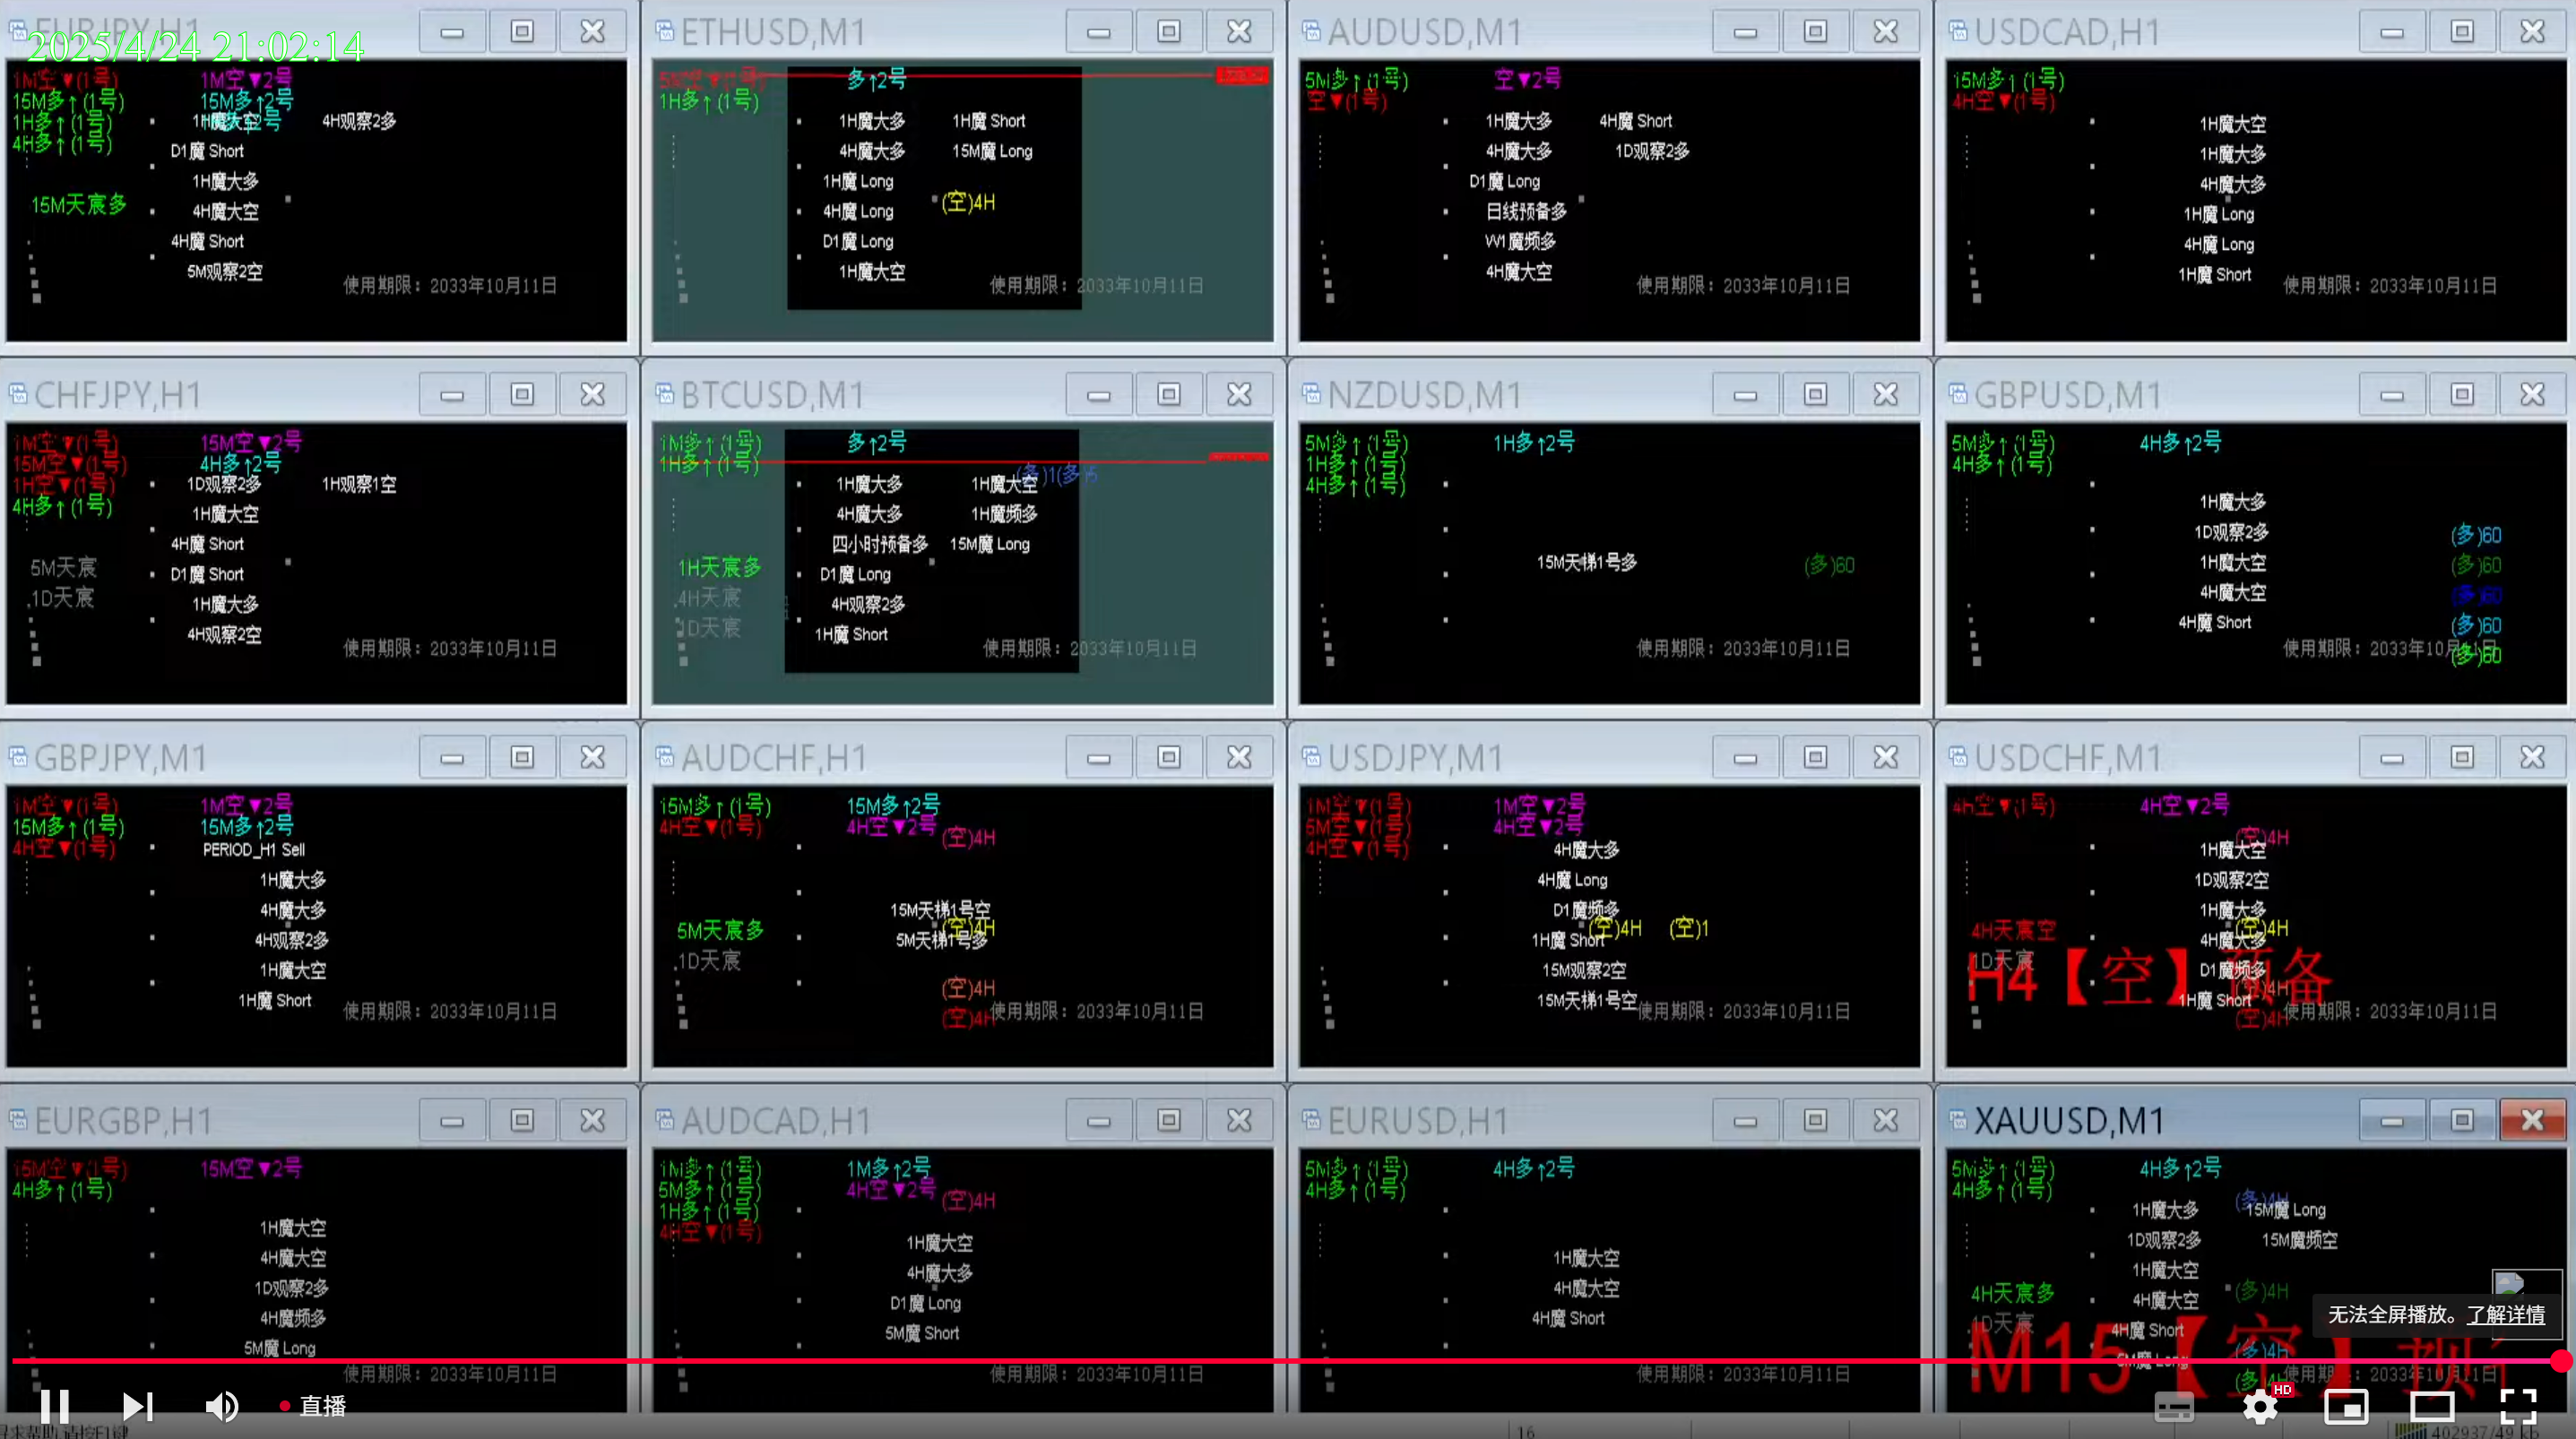 EURJPY,H1
2025/4/24 21:02:14
1M空▼(1号)
15M多↑(1号)
1H多↑(1号)
4H多↑(1号)
1M空▼2号
15M多↑2号
4H观察2多
D1魔 Short
1H魔大多
15M天宸多
4H魔大空
4H魔 Short
5M观察2空
使用期限：2033年10月11日
ETHUSD,M1
1H多↑(1号)
多↑2号
1H魔大多
1H魔 Short
4H魔大多
15M魔 Long
1H魔 Long
(空)4H
4H魔 Long
D1魔 Long
1H魔大空
使用期限：2033年10月11日
AUDUSD,M1
5M多↑(1号)
空▼(1号)
空▼2号
1H魔大多
4H魔 Short
4H魔大多
1D观察2多
D1魔 Long
日线预备多
W1魔频多
4H魔大空
使用期限：2033年10月11日
USDCAD,H1
15M多↑(1号)
4H空▼(1号)
1H魔大空
1H魔大多
4H魔大多
1H魔 Long
4H魔 Long
1H魔 Short
使用期限：2033年10月11日
CHFJPY,H1
1M空▼(1号)
15M空▼(1号)
1H空▼(1号)
4H多↑(1号)
15M空▼2号
4H多↑2号
1D观察2多
1H观察1空
1H魔大空
4H魔 Short
5M天宸
D1魔 Short
1D天宸
1H魔大多
4H观察2空
使用期限：2033年10月11日
BTCUSD,M1
1M多↑(1号)
1H多↑(1号)
多↑2号
1H魔大多
1H魔大空
4H魔大多
1H魔频多
四小时预备多
15M魔 Long
1H天宸多
D1魔 Long
4H天宸
4H观察2多
1D天宸
1H魔 Short
使用期限：2033年10月11日
NZDUSD,M1
5M多↑(1号)
1H多↑(1号)
4H多↑(1号)
1H多↑2号
15M天梯1号多
(多)60
使用期限：2033年10月11日
GBPUSD,M1
5M多↑(1号)
4H多↑(1号)
4H多↑2号
1H魔大多
1D观察2多
(多)60
1H魔大空
(多)60
4H魔大空
(多)60
4H魔 Short
(多)60
使用期限：2033年10月11日
(多)60
GBPJPY,M1
1M空▼(1号)
15M多↑(1号)
4H空▼(1号)
1M空▼2号
15M多↑2号
PERIOD_H1 Sell
1H魔大多
4H魔大多
4H观察2多
1H魔大空
1H魔 Short
使用期限：2033年10月11日
AUDCHF,H1
15M多↑(1号)
4H空▼(1号)
15M多↑2号
4H空▼2号
(空)4H
15M天梯1号空
5M天宸多
(空)4H
5M天梯1号多
1D天宸
(空)4H
(空)4H
使用期限：2033年10月11日
USDJPY,M1
1M空▼(1号)
5M空▼(1号)
4H空▼(1号)
1M空▼2号
4H空▼2号
4H魔大多
4H魔 Long
D1魔频多
(空)4H
(空)1
1H魔 Short
15M观察2空
15M天梯1号空
使用期限：2033年10月11日
USDCHF,M1
4H空▼(1号)
4H空▼2号
(空)4H
1H魔大空
1D观察2空
1H魔大多
4H天宸空
(空)4H
4H魔大多
1D天宸
D1魔频多
H4【空】预备
1H魔 Short
(空)4H
使用期限：2033年10月11日
EURGBP,H1
15M空▼(1号)
4H多↑(1号)
15M空▼2号
1H魔大空
4H魔大空
1D观察2多
4H魔频多
5M魔 Long
使用期限：2033年10月11日
AUDCAD,H1
1M多↑(1号)
5M多↑(1号)
1H多↑(1号)
4H空▼(1号)
1M多↑2号
4H空▼2号
(空)4H
1H魔大空
4H魔大多
D1魔 Long
5M魔 Short
使用期限：2033年10月11日
EURUSD,H1
5M多↑(1号)
4H多↑(1号)
4H多↑2号
1H魔大空
4H魔大空
4H魔 Short
使用期限：2033年10月11日
XAUUSD,M1
5M多↑(1号)
4H多↑(1号)
4H多↑2号
(多)4H
1H魔大多
15M魔 Long
1D观察2多
15M魔频空
1H魔大空
4H天宸多
(多)4H
4H魔大空
1D天宸
4H魔 Short
无法全屏播放。了解详情
M15【空】预
5M魔 Long
(多)4H
(多)4H
使用期限：2033年10月11日
直播
HD
16